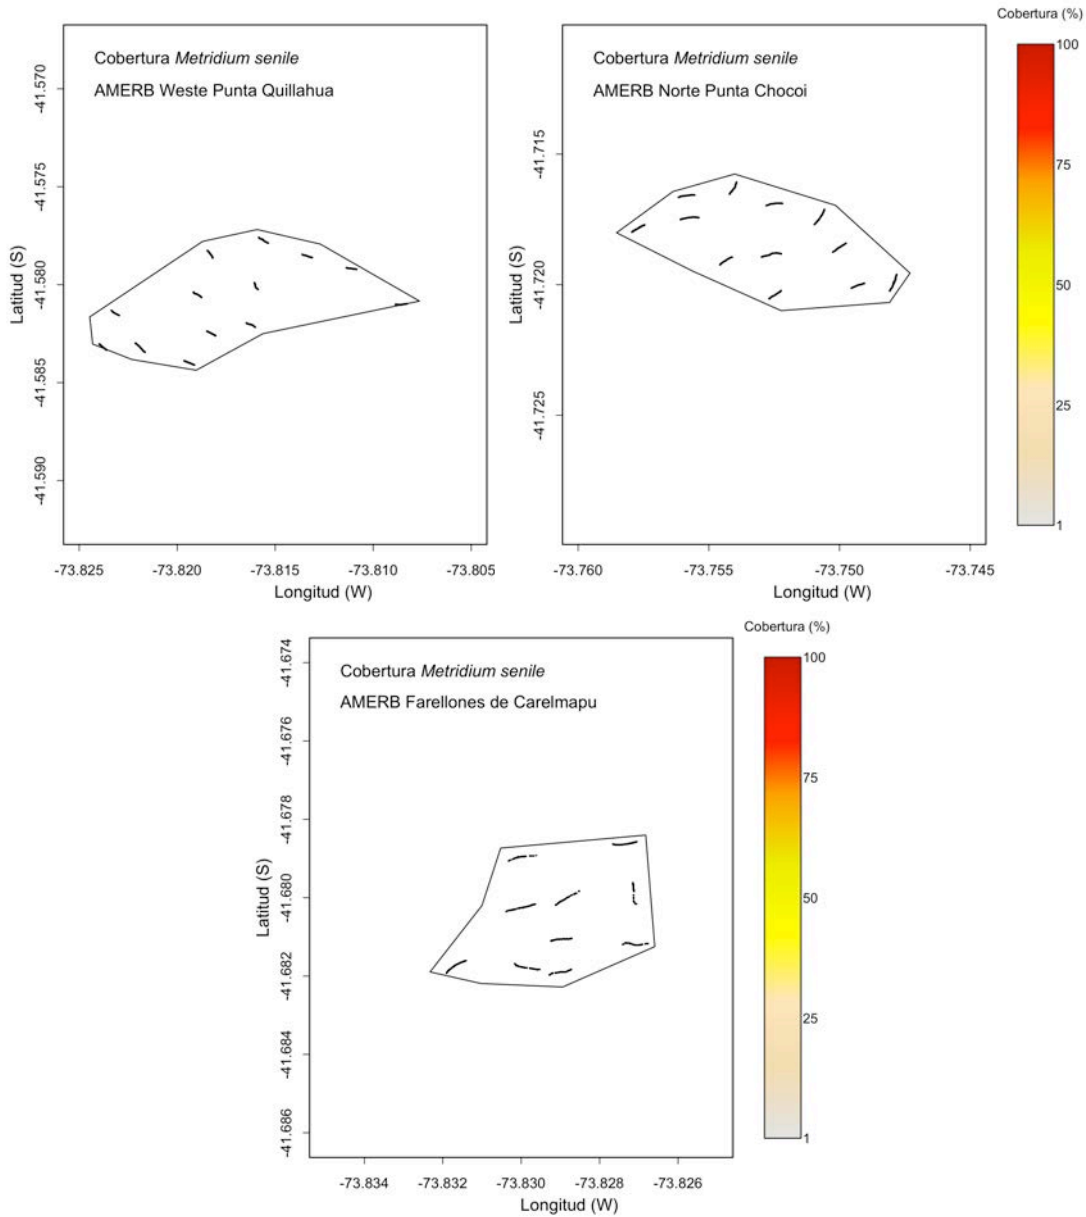 Cobertura (%)
Cobertura Metridium senile
AMERB Weste Punta Quillahua
Latitud (S)
-41.570
-41.575
-41.580
-41.585
-41.590
-73.825
-73.820
-73.815
-73.810
-73.805
Longitud (W)
Cobertura Metridium senile
AMERB Norte Punta Chocoi
Latitud (S)
-41.715
-41.720
-41.725
-73.760
-73.755
-73.750
-73.745
Longitud (W)
100
75
50
25
1
Cobertura (%)
Cobertura Metridium senile
AMERB Farellones de Carelmapu
Latitud (S)
-41.674
-41.676
-41.678
-41.680
-41.682
-41.684
-41.686
-73.834
-73.832
-73.830
-73.828
-73.826
Longitud (W)
100
75
50
25
1